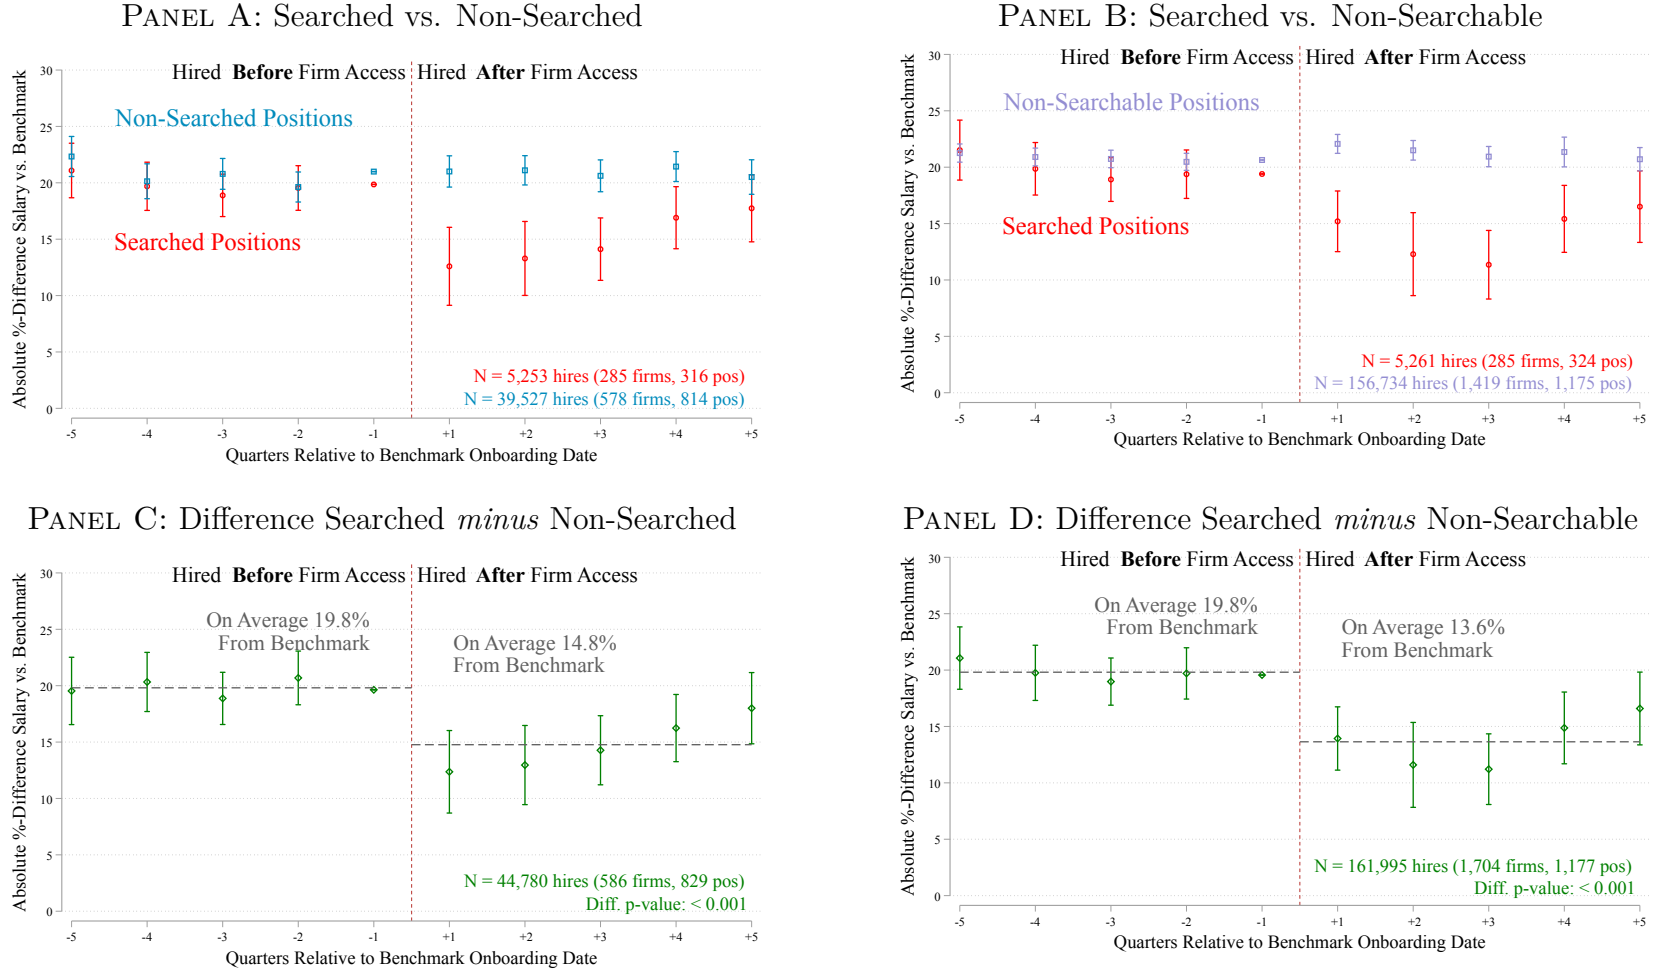 PANEL A: Searched vs. Non-Searched
Hired Before Firm Access
Hired After Firm Access
Absolute %-Difference Salary vs. Benchmark
30
25
20
15
10
5
0
Non-Searched Positions
Searched Positions
N = 5,253 hires (285 firms, 316 pos)
N = 39,527 hires (578 firms, 814 pos)
-5 -4 -3 -2 -1 +1 +2 +3 +4 +5
Quarters Relative to Benchmark Onboarding Date
PANEL B: Searched vs. Non-Searchable
Hired Before Firm Access
Hired After Firm Access
Absolute %-Difference Salary vs. Benchmark
30
25
20
15
10
5
0
Non-Searchable Positions
Searched Positions
N = 5,261 hires (285 firms, 324 pos)
N = 156,734 hires (1,419 firms, 1,175 pos)
-5 -4 -3 -2 -1 +1 +2 +3 +4 +5
Quarters Relative to Benchmark Onboarding Date
PANEL C: Difference Searched minus Non-Searched
Hired Before Firm Access
Hired After Firm Access
Absolute %-Difference Salary vs. Benchmark
30
25
20
15
10
5
0
On Average 19.8%
From Benchmark
On Average 14.8%
From Benchmark
N = 44,780 hires (586 firms, 829 pos)
Diff. p-value: < 0.001
-5 -4 -3 -2 -1 +1 +2 +3 +4 +5
Quarters Relative to Benchmark Onboarding Date
PANEL D: Difference Searched minus Non-Searchable
Hired Before Firm Access
Hired After Firm Access
Absolute %-Difference Salary vs. Benchmark
30
25
20
15
10
5
0
On Average 19.8%
From Benchmark
On Average 13.6%
From Benchmark
N = 161,995 hires (1,704 firms, 1,177 pos)
Diff. p-value: < 0.001
-5 -4 -3 -2 -1 +1 +2 +3 +4 +5
Quarters Relative to Benchmark Onboarding Date